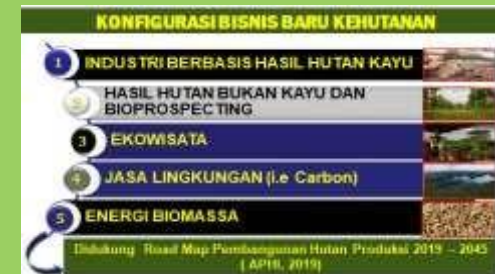 KONFIGURASI BISNIS BARU KEHUTANAN
1 INDUSTRI BERBASIS HASIL HUTAN KAYU
2 HASIL HUTAN BUKAN KAYU DAN
BIOPROSPECTING
3 EKOWISATA
4 JASA LINGKUNGAN (i.e Carbon)
5 ENERGI BIOMASSA
Didukung Road Map Pembangunan Hutan Produksi 2019 – 2045
( APHI, 2019)